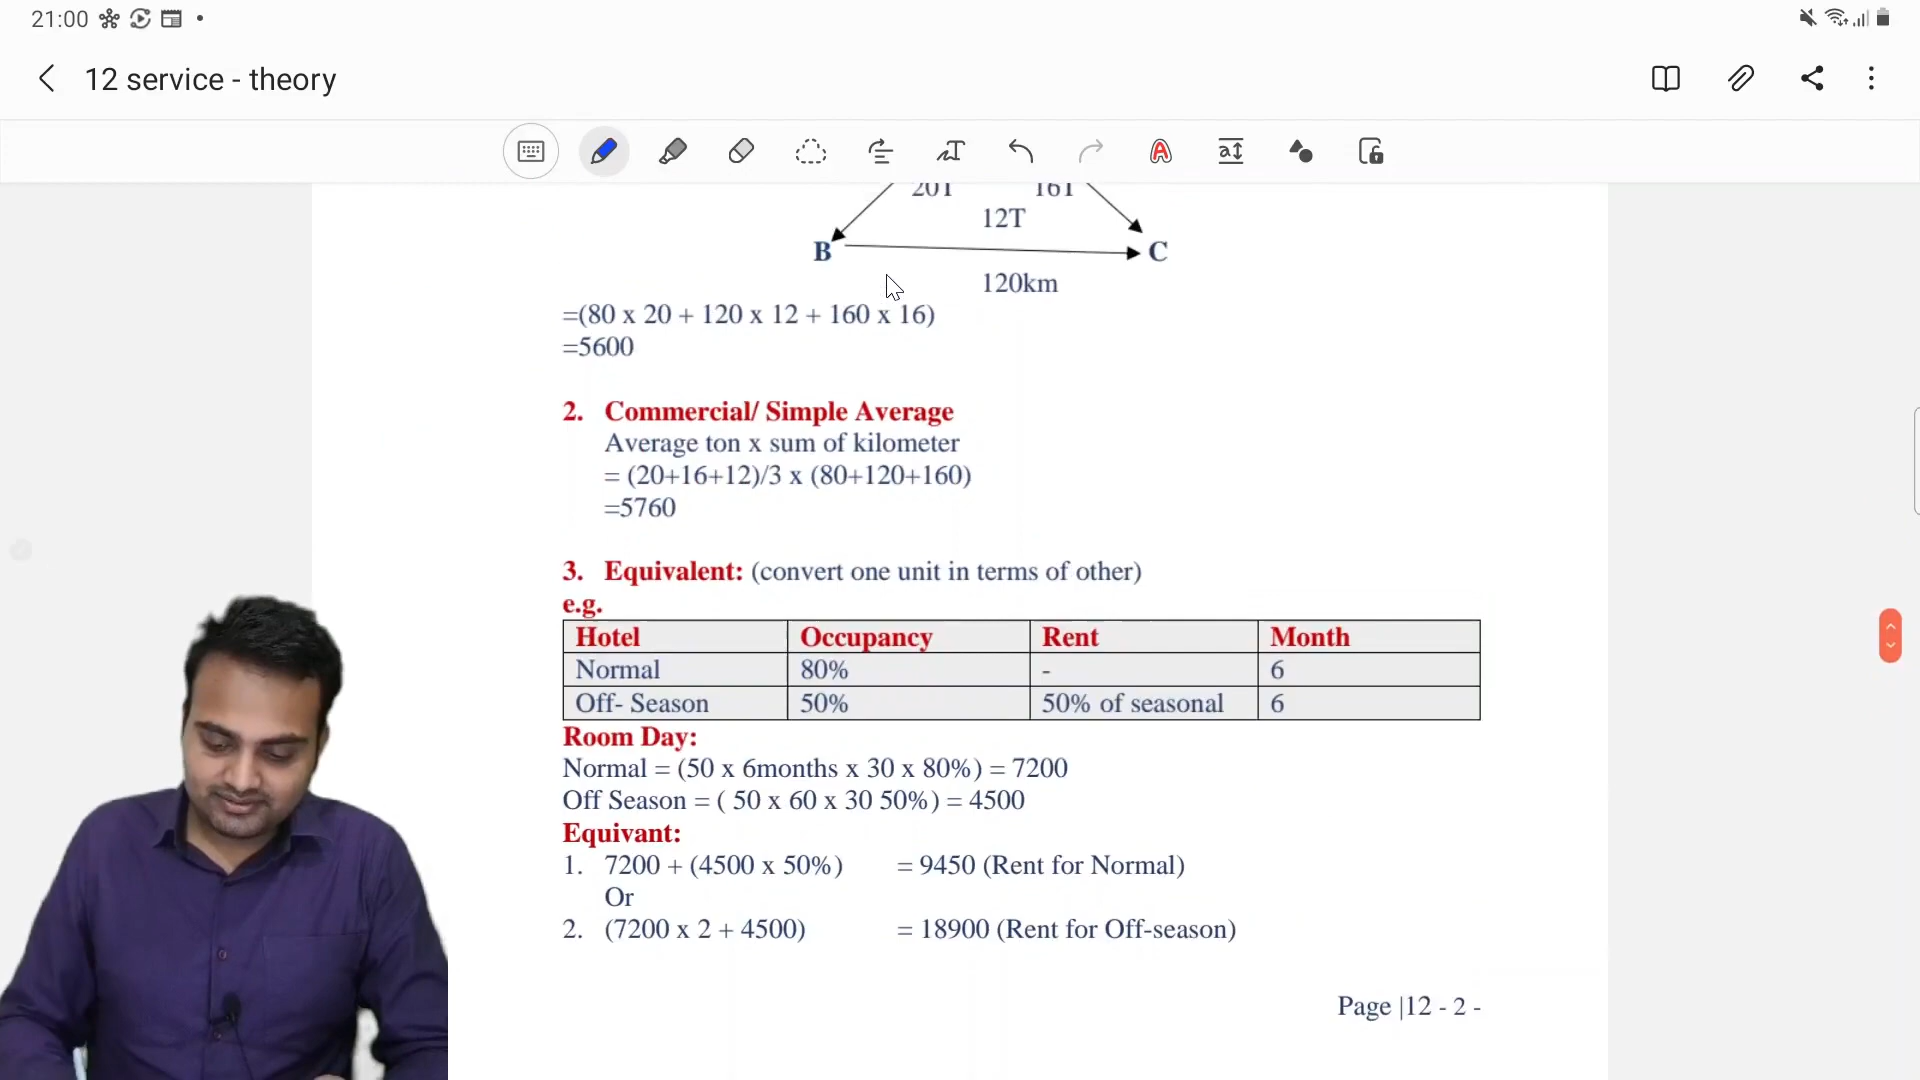 21:00
12 service - theory
20T 16T
12T
B C
120km
=(80 x 20 + 120 x 12 + 160 x 16)
=5600
2. Commercial/ Simple Average
Average ton x sum of kilometer
= (20+16+12)/3 x (80+120+160)
=5760
3. Equivalent: (convert one unit in terms of other)
e.g.
Hotel Occupancy Rent Month
Normal 80% - 6
Off- Season 50% 50% of seasonal 6
Room Day:
Normal = (50 x 6months x 30 x 80%) = 7200
Off Season = ( 50 x 60 x 30 50%) = 4500
Equivant:
1. 7200 + (4500 x 50%) = 9450 (Rent for Normal)
Or
2. (7200 x 2 + 4500) = 18900 (Rent for Off-season)
Page |12 - 2 -